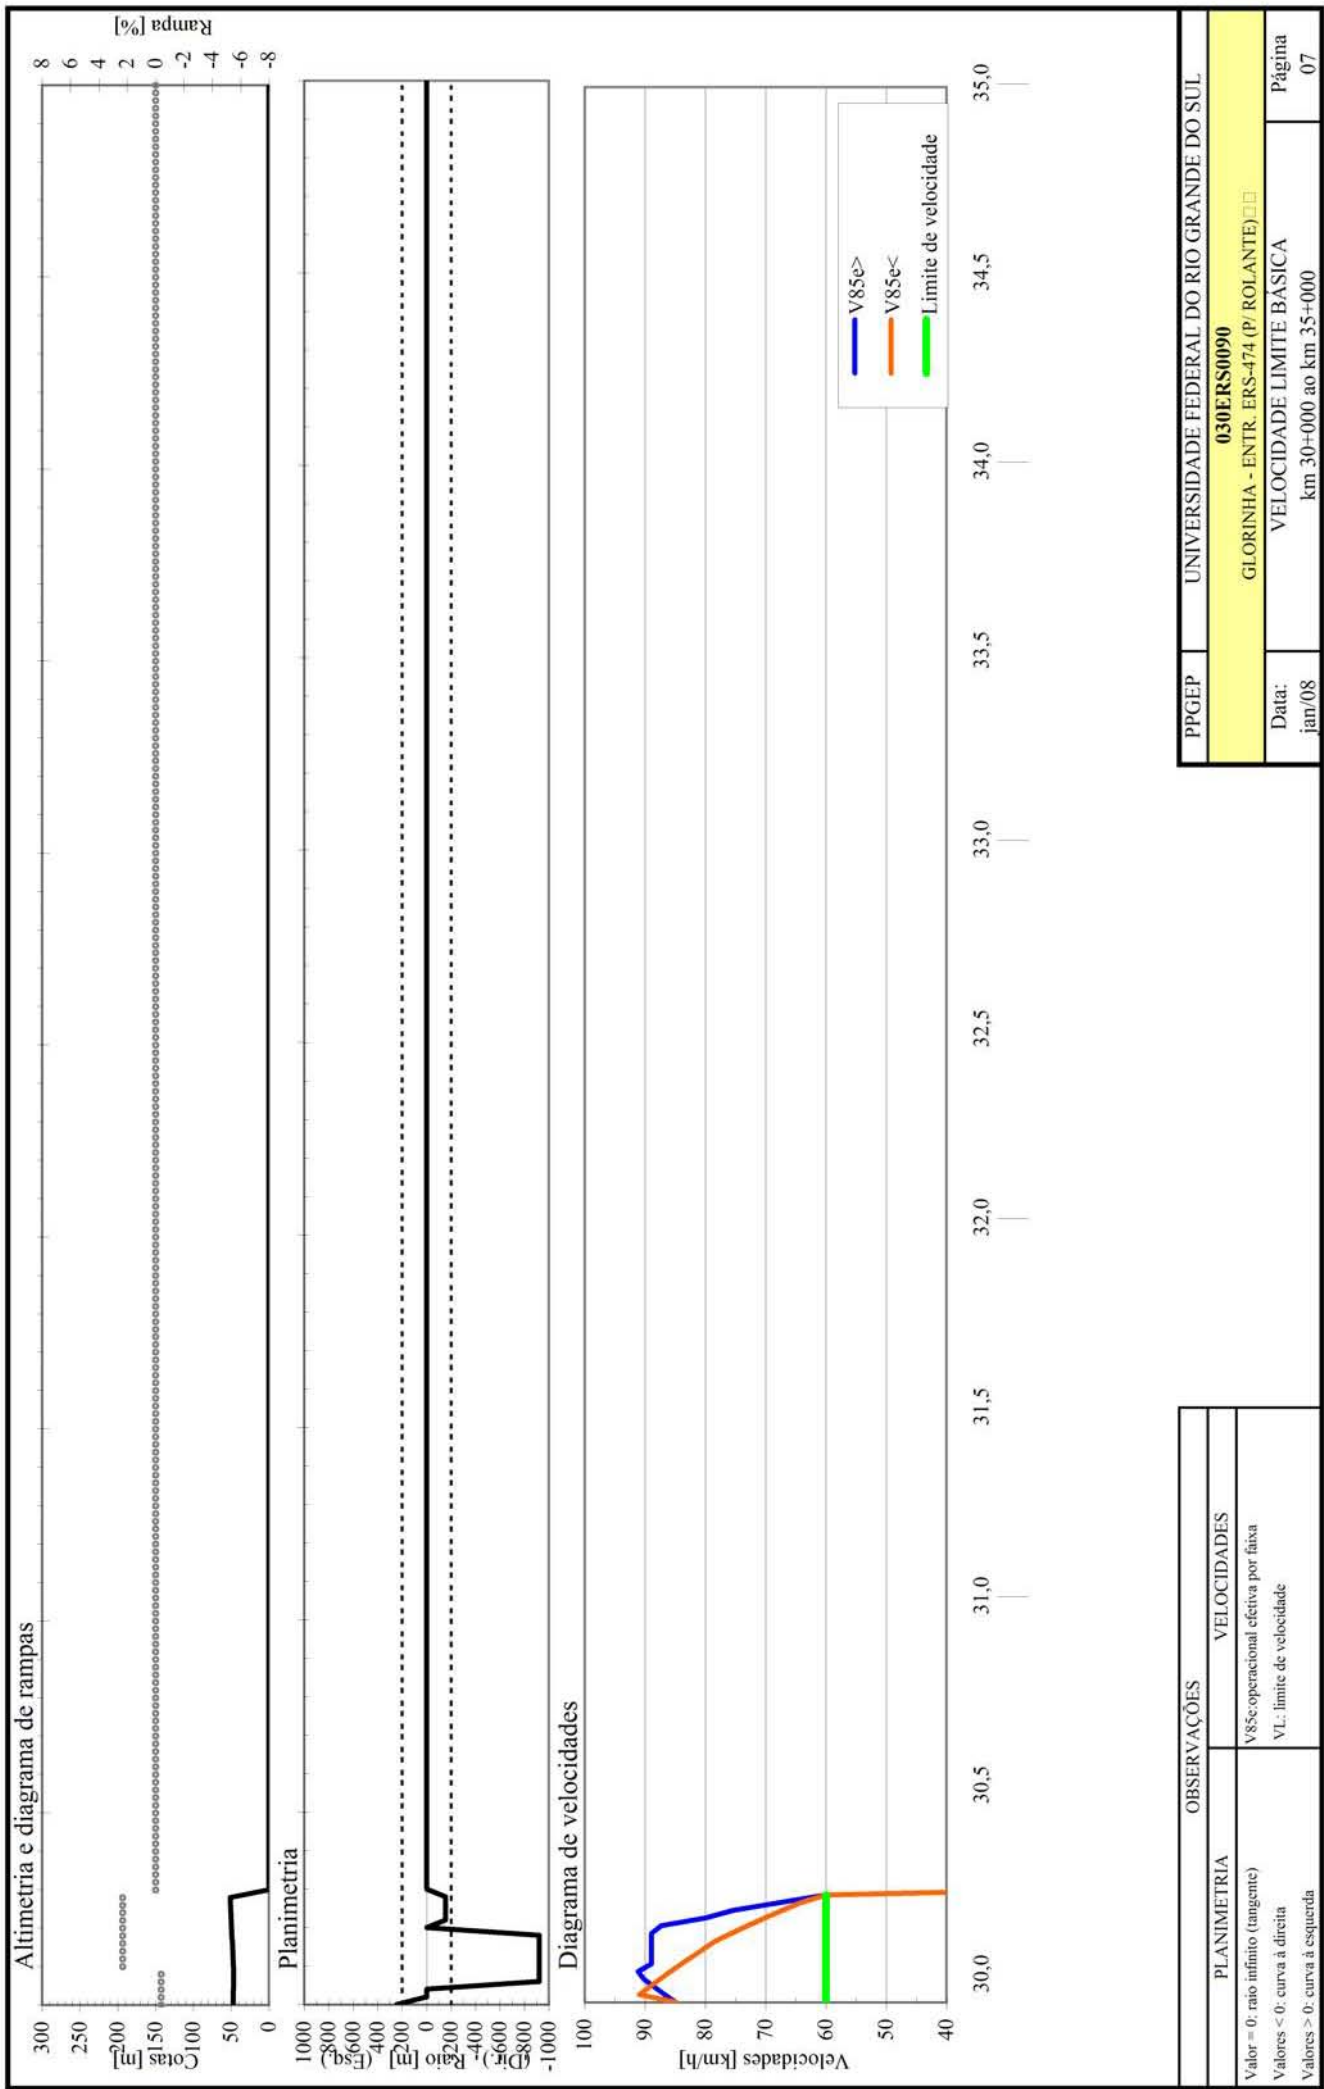 Altimetria e diagrama de rampas
Cotas [m]
300
250
200
150
100
50
0
Rampa [%]
8
6
4
2
0
-2
-4
-6
-8
Planimetria
(Dir.) - Raio [m] (Esq.)
1000
800
600
400
200
0
-200
-400
-600
-800
-1000
Diagrama de velocidades
Velocidades [km/h]
100
90
80
70
60
50
40
V85e>
V85e<
Limite de velocidade
30,0
30,5
31,0
31,5
32,0
32,5
33,0
33,5
34,0
34,5
35,0
OBSERVAÇÕES
PLANIMETRIA
VELOCIDADES
Valor = 0: raio infinito (tangente)
Valores < 0: curva à direita
Valores > 0: curva à esquerda
V85e:operacional efetiva por faixa
VL: limite de velocidade
PPGEP
UNIVERSIDADE FEDERAL DO RIO GRANDE DO SUL
030ERS0090
GLORINHA - ENTR. ERS-474 (P/ ROLANTE)□□
Data:
jan/08
VELOCIDADE LIMITE BÁSICA
km 30+000 ao km 35+000
Página
07